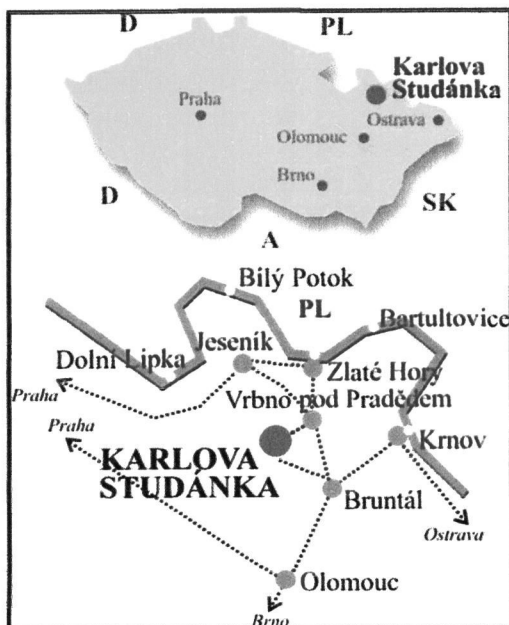 D
PL
Karlova
Studánka
Praha
Ostrava
Olomouc
Brno
D
SK
A
Bílý Potok
PL
Bartultovice
Jeseník
Dolní Lipka
Zlaté Hory
Praha
Vrbno pod Pradědem
Praha
Krnov
KARLOVA
STUDÁNKA
Bruntál
Ostrava
Olomouc
Brno